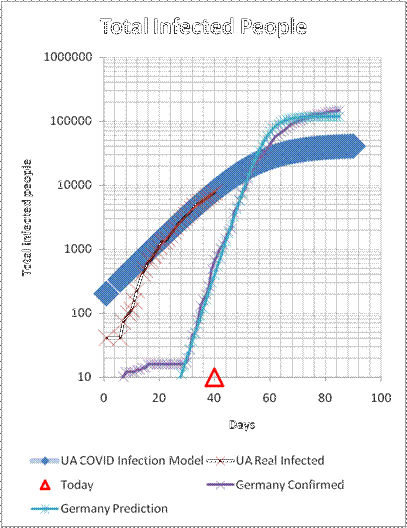 Total Infected People
Total Infected people
1000000
100000
10000
1000
100
10
0 20 40 60 80 100
Days
UA COVID Infection Model UA Real Infected
Today Germany Confirmed
Germany Prediction